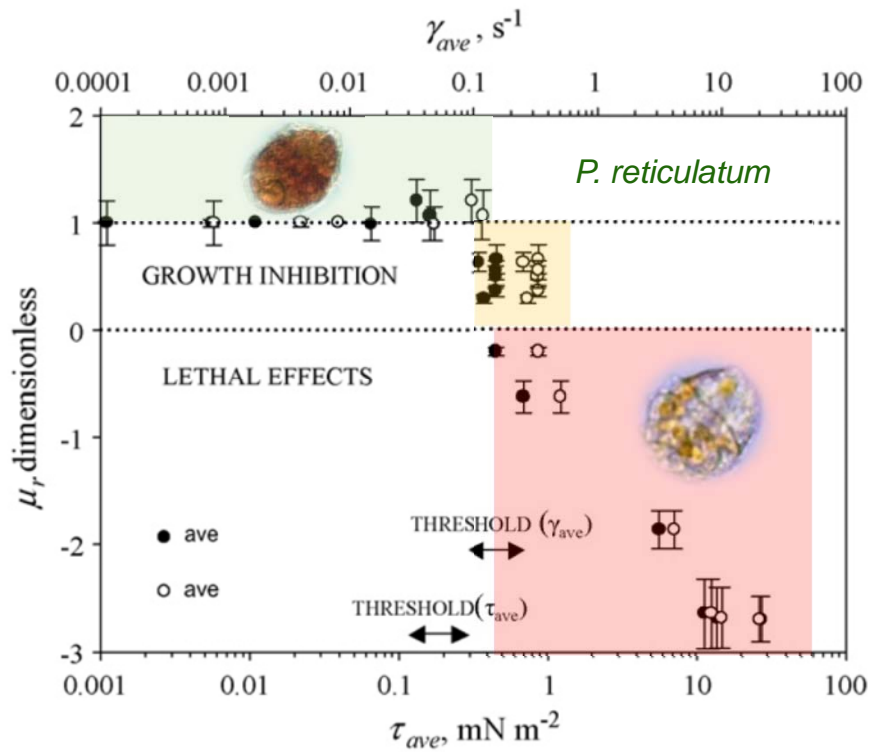 γave , s-1
0.0001 0.001 0.01 0.1 1 10 100
2
P. reticulatum
1
GROWTH INHIBITION
0
LETHAL EFFECTS
-1
μr dimensionless
ave
THRESHOLD (γave)
-2
ave
THRESHOLD(τave)
-3
0.001 0.01 0.1 1 10 100
τave, mN m-2